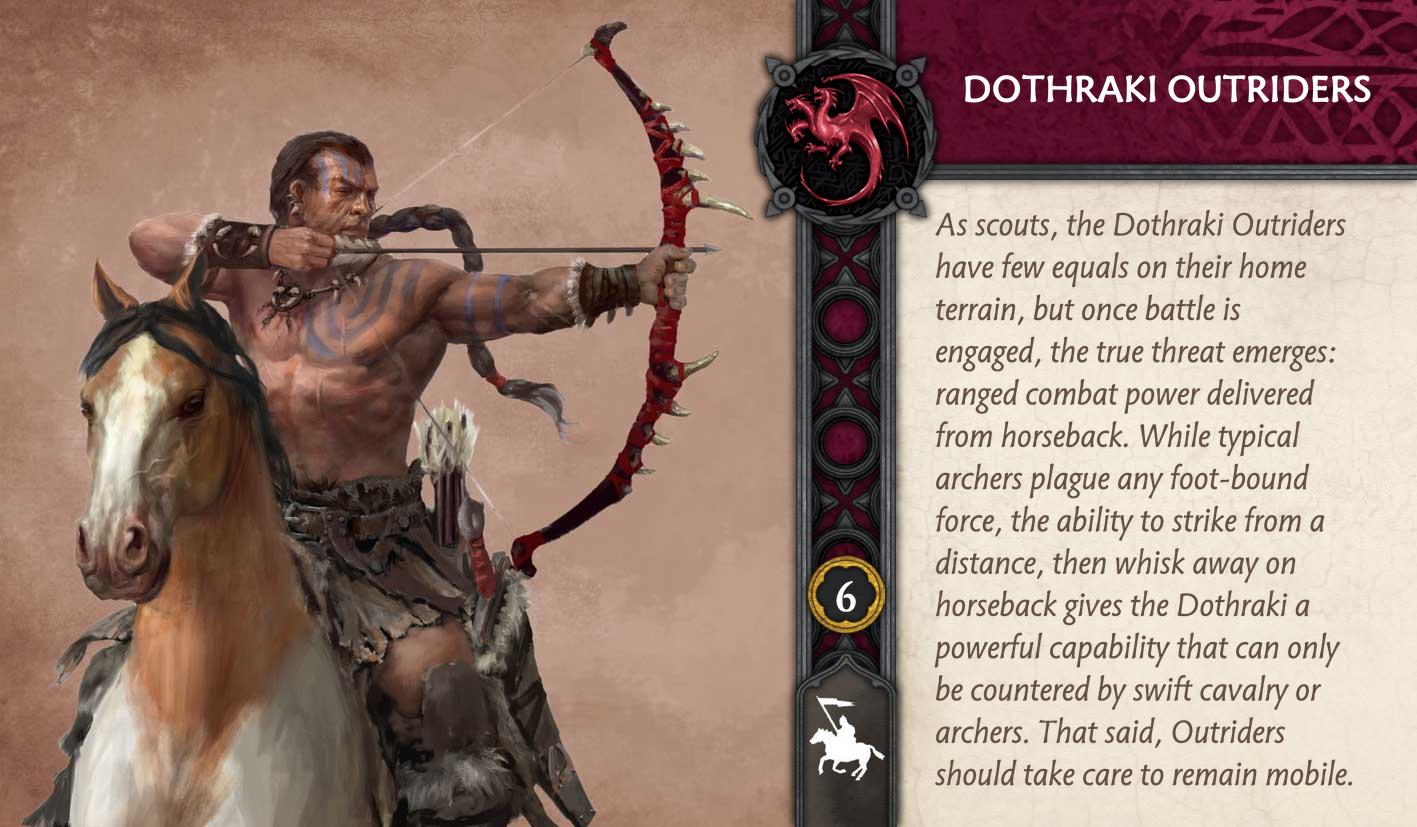 DOTHRAKI OUTRIDERS
As scouts, the Dothraki Outriders
have few equals on their home
terrain, but once battle is
engaged, the true threat emerges:
ranged combat power delivered
from horseback. While typical
archers plague any foot-bound
force, the ability to strike from a
distance, then whisk away on
horseback gives the Dothraki a
powerful capability that can only
be countered by swift cavalry or
archers. That said, Outriders
should take care to remain mobile.
6